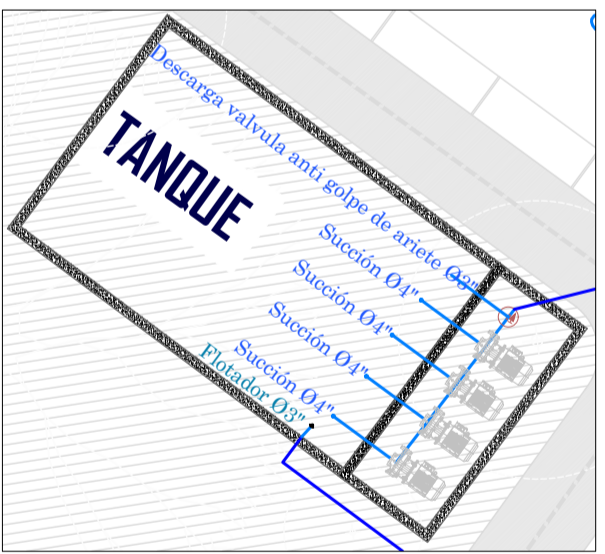 Descarga valvula anti golpe de ariete Ø3"
TANQUE
Succión Ø4"
Succión Ø4"
Succión Ø4"
Succión Ø4"
Flotador Ø3"